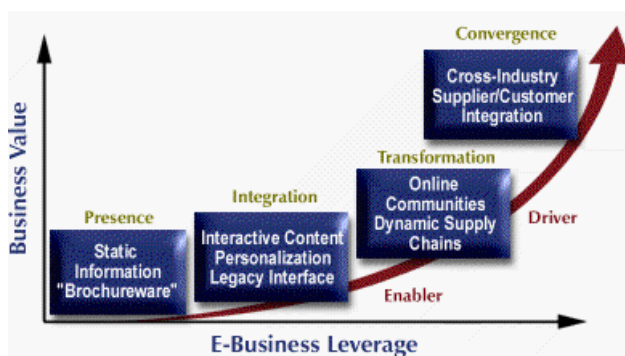 Convergence
Cross-Industry
Supplier/Customer
Integration
Transformation
Online
Communities
Dynamic Supply
Chains
Driver
Integration
Interactive Content
Personalization
Legacy Interface
Enabler
Presence
Static
Information
"Brochureware"
Business Value
E-Business Leverage